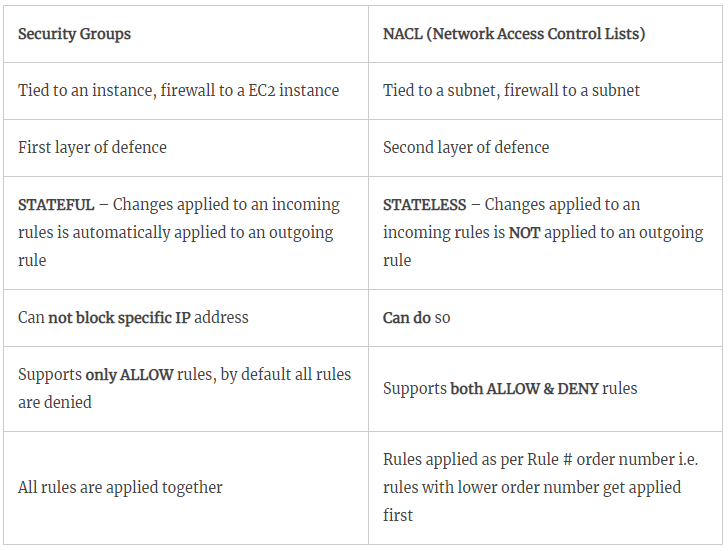 Security Groups
NACL (Network Access Control Lists)
Tied to an instance, firewall to a EC2 instance
Tied to a subnet, firewall to a subnet
First layer of defence
Second layer of defence
STATEFUL – Changes applied to an incoming
rules is automatically applied to an outgoing
rule
STATELESS – Changes applied to an
incoming rules is NOT applied to an outgoing
rule
Can not block specific IP address
Can do so
Supports only ALLOW rules, by default all rules
are denied
Supports both ALLOW & DENY rules
All rules are applied together
Rules applied as per Rule # order number i.e.
rules with lower order number get applied
first